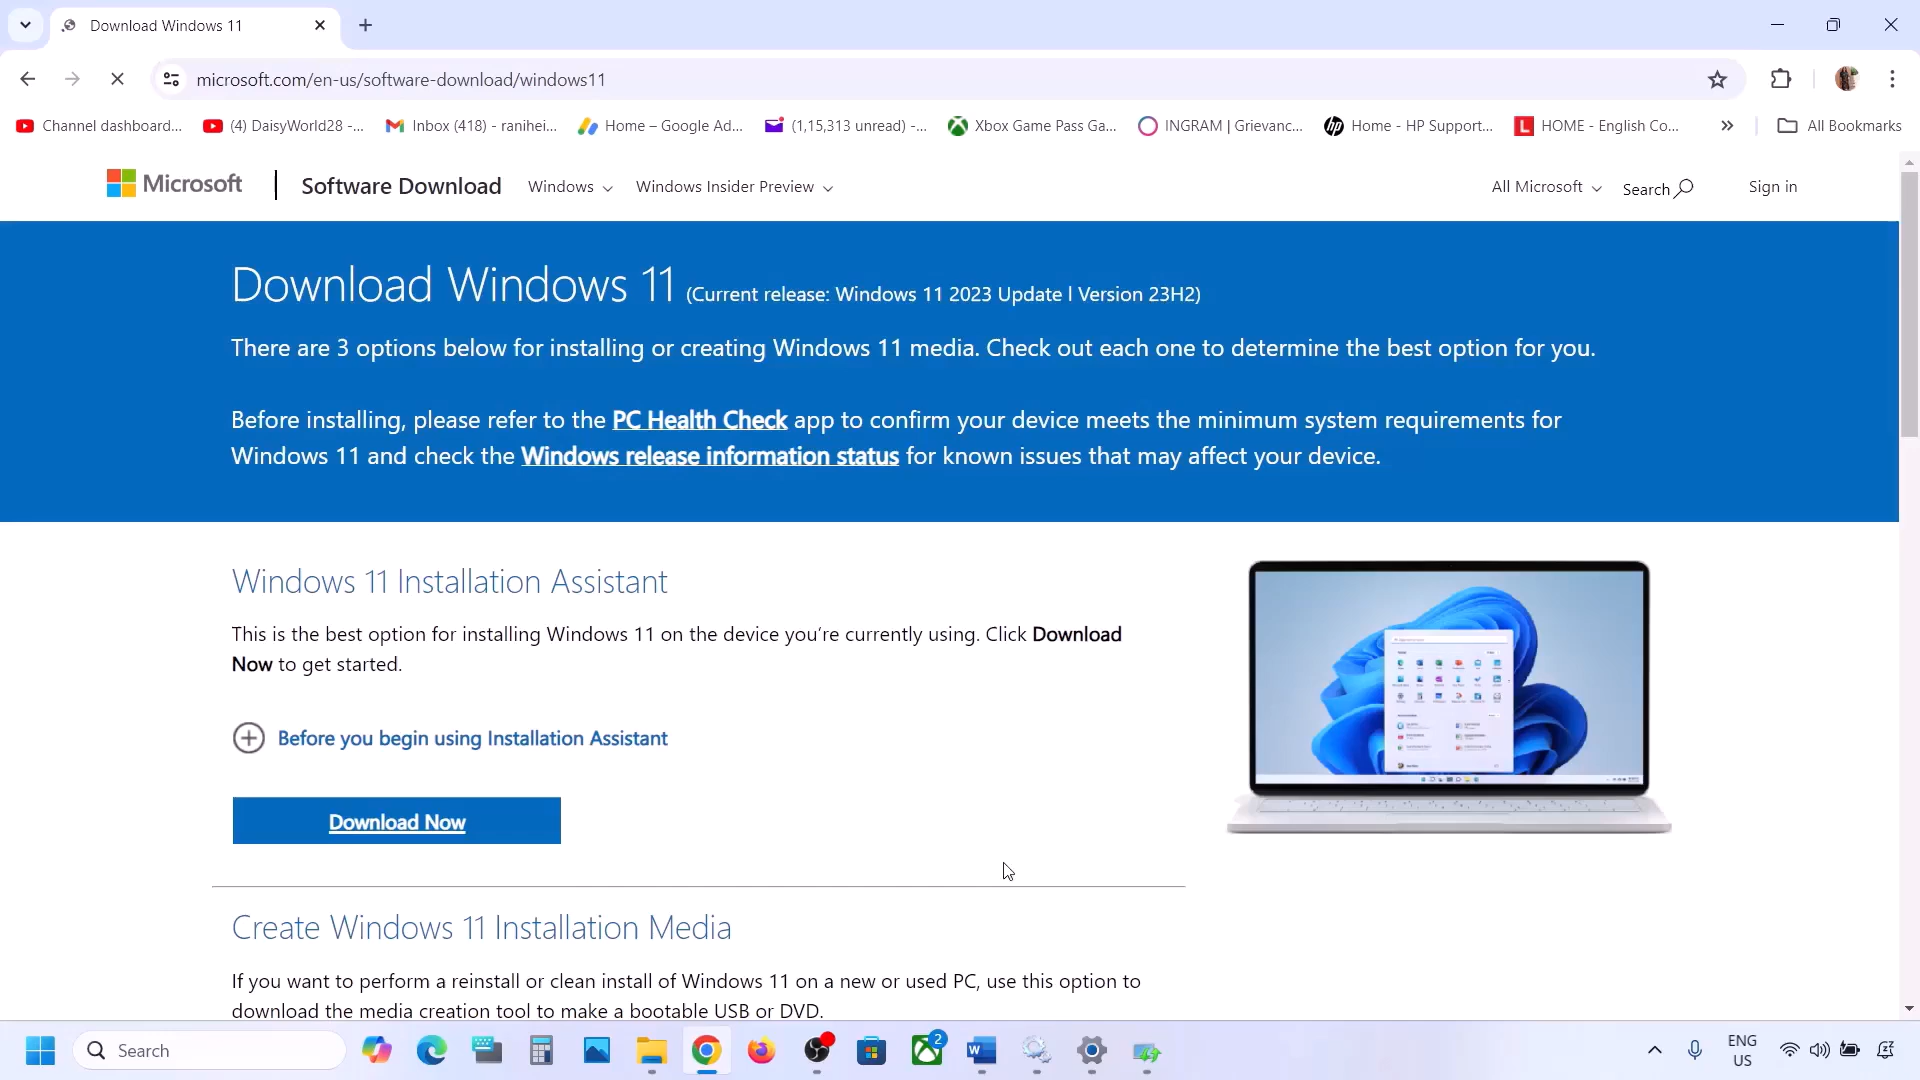 Download Windows 11
microsoft.com/en-us/software-download/windows11
Channel dashboard...
(4) DaisyWorld28 -...
Inbox (418) - ranihei...
Home – Google Ad...
(1,15,313 unread) -...
Xbox Game Pass Ga...
INGRAM | Grievanc...
Home - HP Support...
HOME - English Co...
All Bookmarks
Microsoft
Software Download
Windows
Windows Insider Preview
All Microsoft
Search
Sign in
Download Windows 11 (Current release: Windows 11 2023 Update l Version 23H2)
There are 3 options below for installing or creating Windows 11 media. Check out each one to determine the best option for you.
Before installing, please refer to the PC Health Check app to confirm your device meets the minimum system requirements for
Windows 11 and check the Windows release information status for known issues that may affect your device.
Windows 11 Installation Assistant
This is the best option for installing Windows 11 on the device you’re currently using. Click Download
Now to get started.
Before you begin using Installation Assistant
Download Now
Create Windows 11 Installation Media
If you want to perform a reinstall or clean install of Windows 11 on a new or used PC, use this option to
download the media creation tool to make a bootable USB or DVD.
Search
2
ENG
US